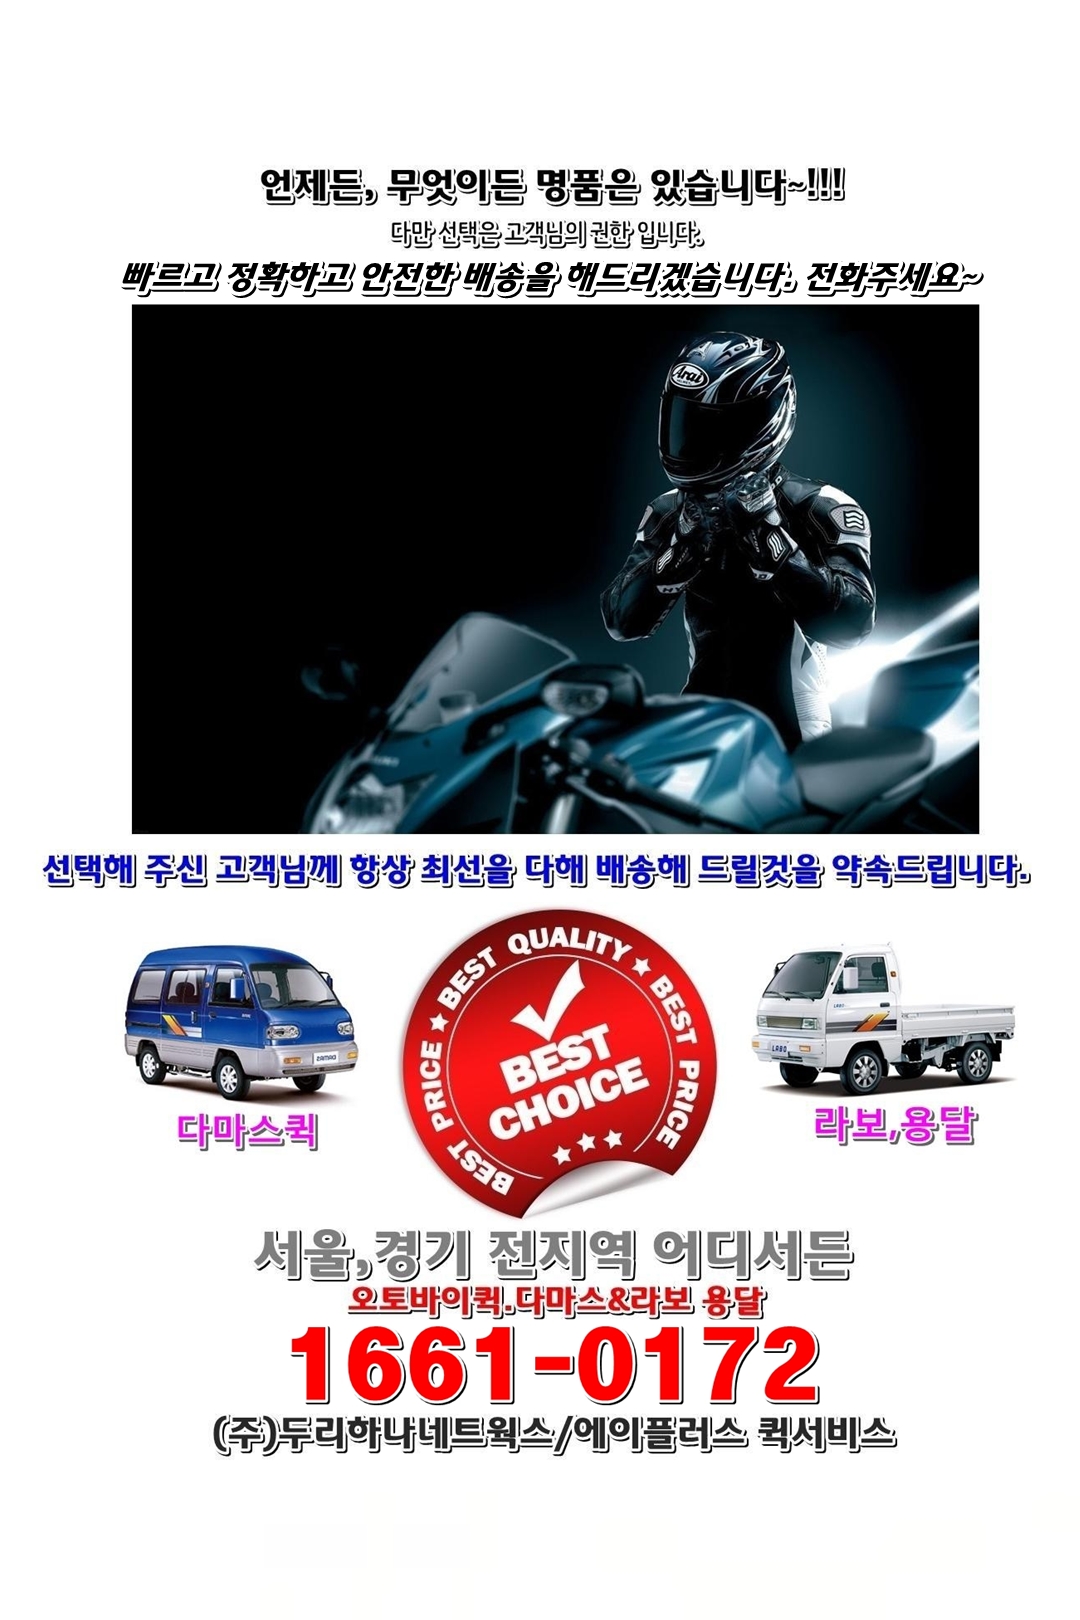 언제든, 무엇이든 명품은 있습니다~!!!
다만 선택은 고객님의 권한 입니다.
빠르고 정확하고 안전한 배송을 해드리겠습니다. 전화주세요~
Arai
선택해 주신 고객님께 항상 최선을 다해 배송해 드릴것을 약속드립니다.
BEST PRICE ★ BEST QUALITY ★ BEST PRICE
BEST
CHOICE
DAMAS
LABO
LABO
다마스퀵
라보,용달
서울,경기 전지역 어디서든
오토바이퀵.다마스&라보 용달
1661-0172
(주)두리하나네트웍스/에이플러스 퀵서비스